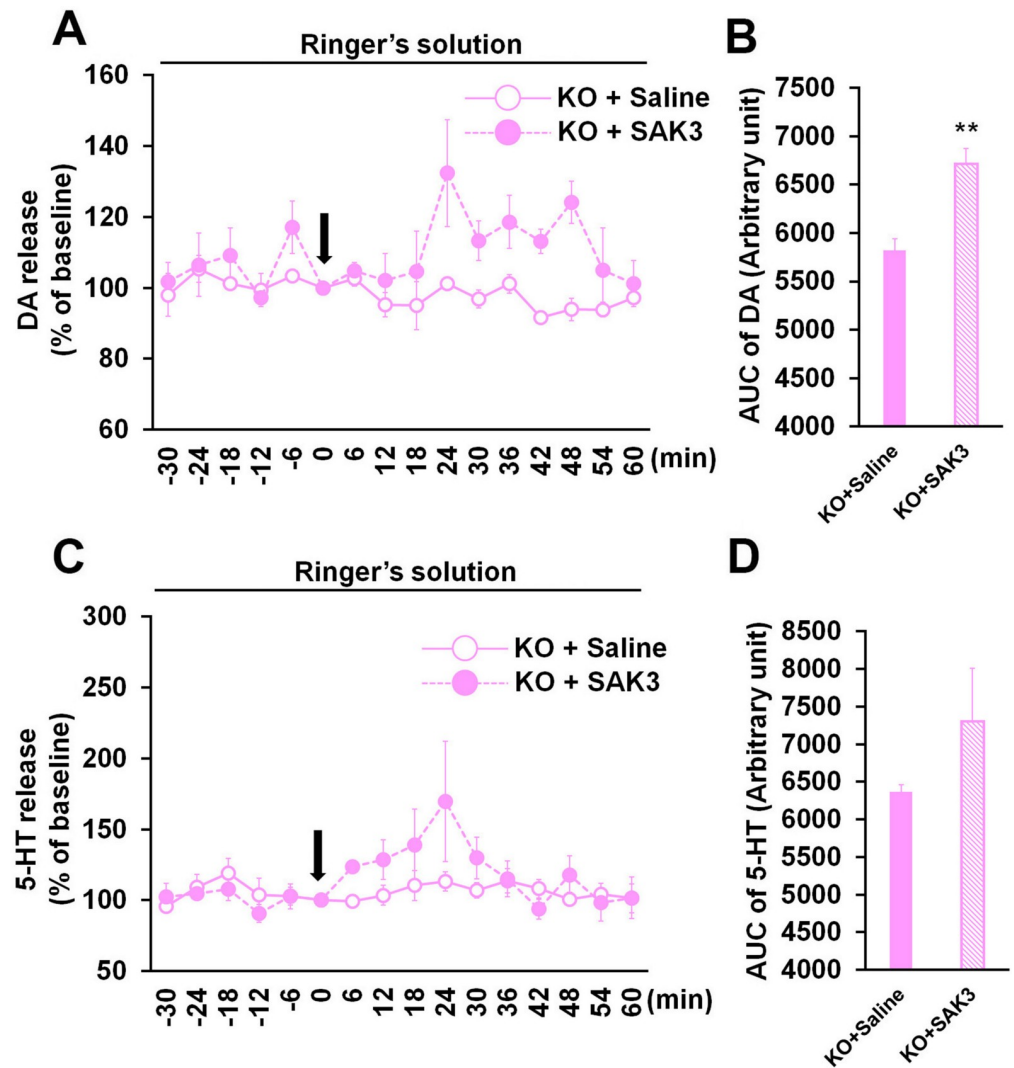 A
Ringer's solution
160
140
120
100
80
60
DA release
(% of baseline)
KO + Saline
KO + SAK3
-30 -24 -18 -12 -6 0 6 12 18 24 30 36 42 48 54 60 (min)
B
7500
7000
6500
6000
5500
5000
4500
4000
AUC of DA (Arbitrary unit)
**
KO+Saline
KO+SAK3
C
Ringer's solution
300
250
200
150
100
50
5-HT release
(% of baseline)
KO + Saline
KO + SAK3
-30 -24 -18 -12 -6 0 6 12 18 24 30 36 42 48 54 60 (min)
D
8500
8000
7500
7000
6500
6000
5500
5000
4500
4000
AUC of 5-HT (Arbitrary unit)
KO+Saline
KO+SAK3